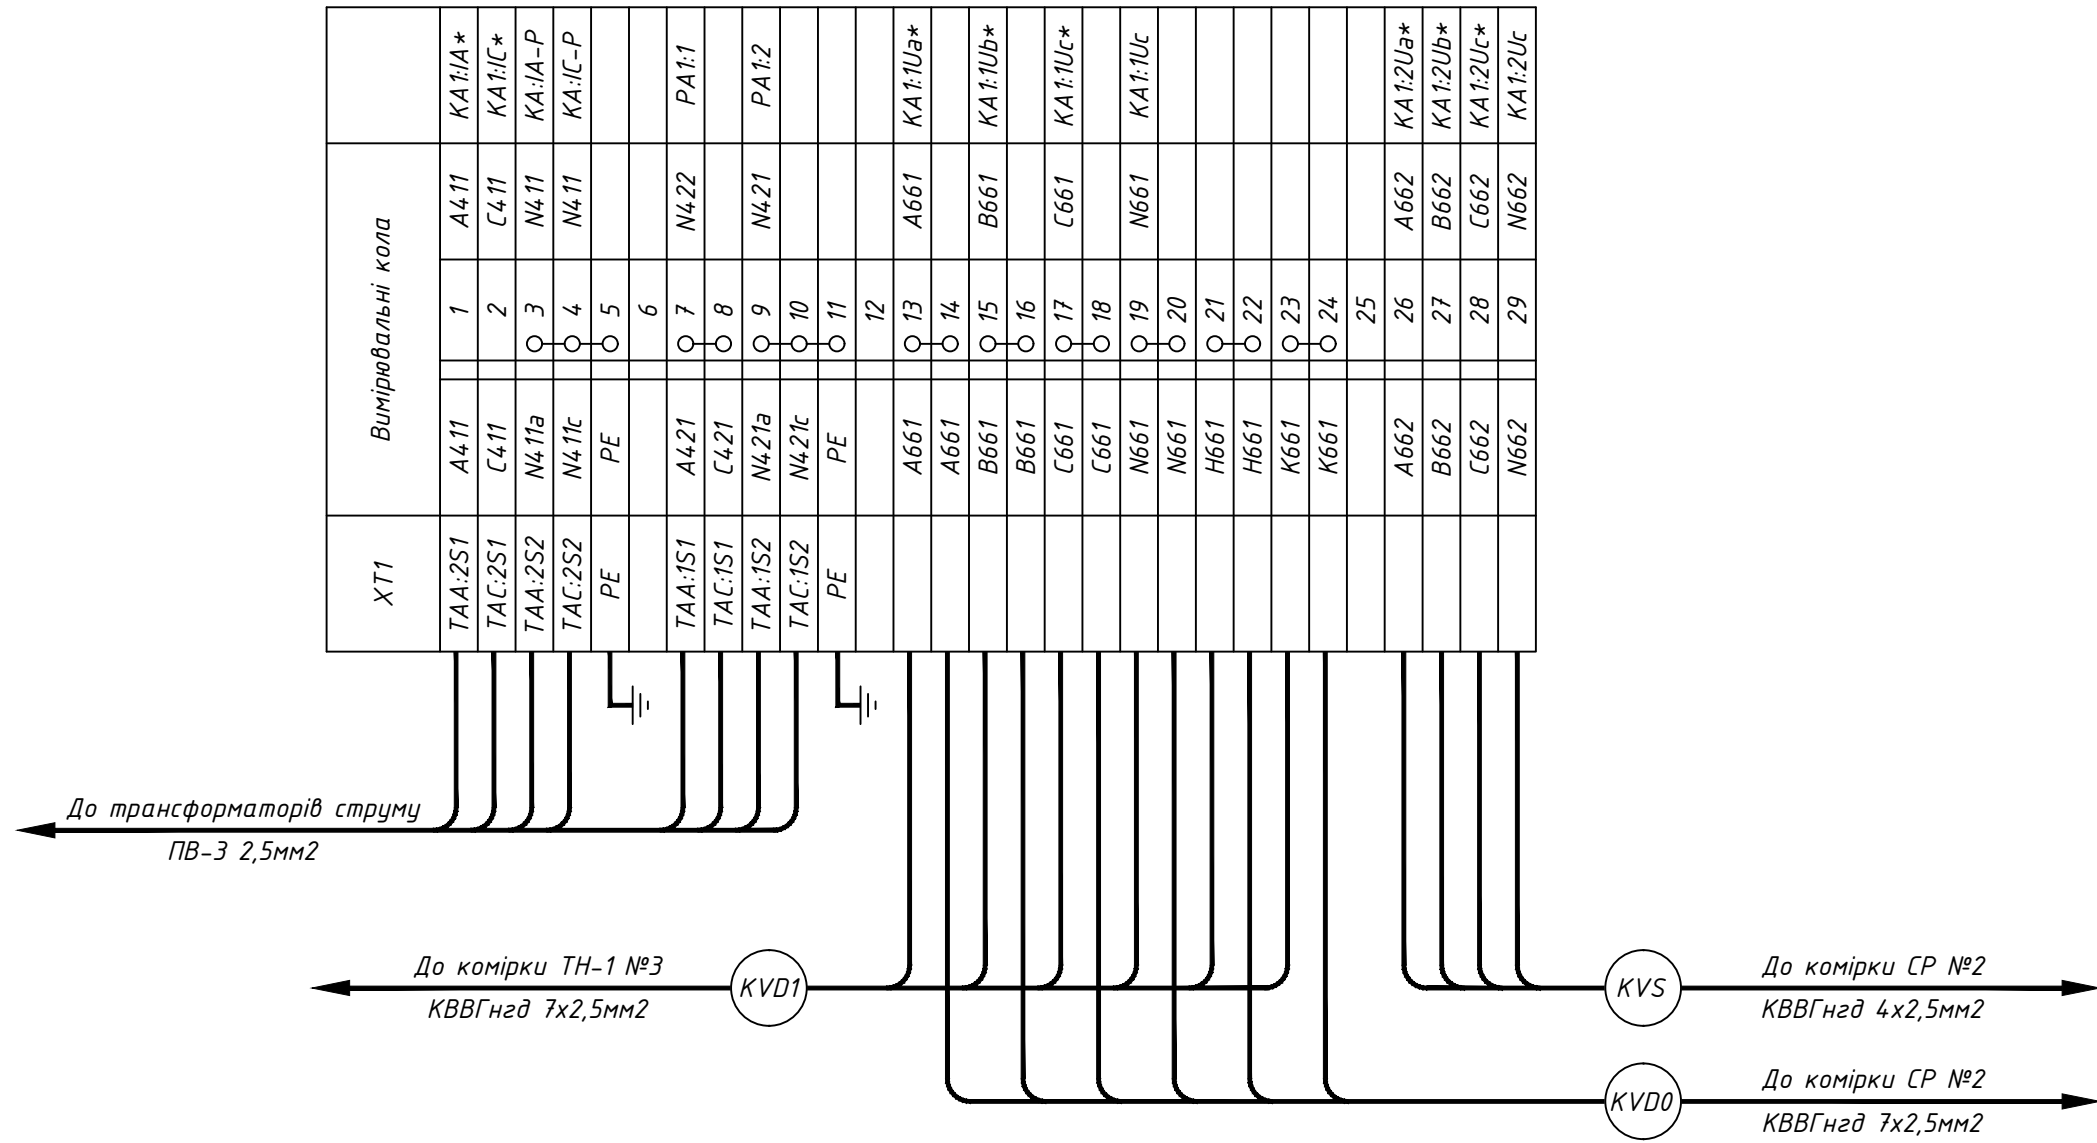 KA1:IA*
KA1:IC*
KA:IA-P
KA:IC-P
PA1:1
PA1:2
KA1:1Ua*
KA1:1Ub*
KA1:1Uc*
KA1:1Uc
KA1:2Ua*
KA1:2Ub*
KA1:2Uc*
KA1:2Uc
Вимірювальні кола
A411
C411
N411
N411
N422
N421
A661
B661
C661
N661
A662
B662
C662
N662
1
2
3
4
5
6
7
8
9
10
11
12
13
14
15
16
17
18
19
20
21
22
23
24
25
26
27
28
29
A411
C411
N411a
N411c
PE
A421
C421
N421a
N421c
PE
A661
A661
B661
B661
C661
C661
N661
N661
H661
H661
K661
K661
A662
B662
C662
N662
XT1
TAA:2S1
TAC:2S1
TAA:2S2
TAC:2S2
PE
TAA:1S1
TAC:1S1
TAA:1S2
TAC:1S2
PE
До трансформаторів струму
ПВ-3 2,5мм2
До комірки ТН-1 №3
КВВГнгд 7х2,5мм2
KVD1
KVS
До комірки СР №2
КВВГнгд 4х2,5мм2
KVD0
До комірки СР №2
КВВГнгд 7х2,5мм2